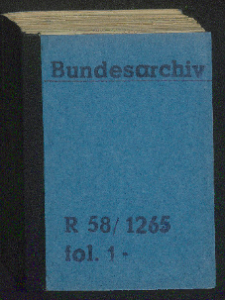 Bundesarchiv
R 58/1265
fol. 1-